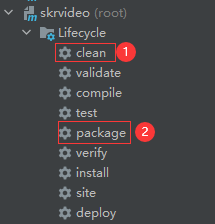 skrvideo (root)
Lifecycle
clean 1
validate
compile
test
package 2
verify
install
site
deploy